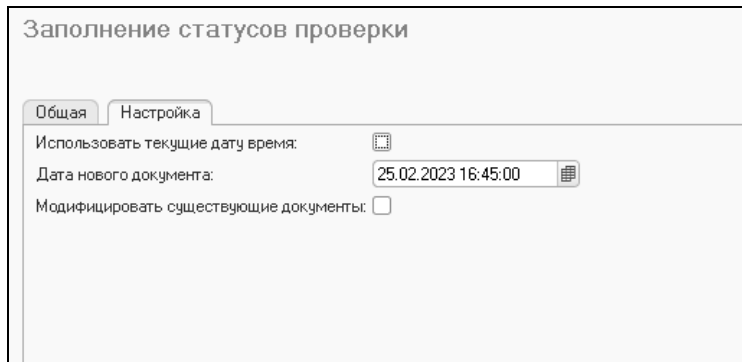 Заполнение статусов проверки
Общая Настройка
Использовать текущие дату время:
Дата нового документа: 25.02.2023 16:45:00
Модифицировать существующие документы: